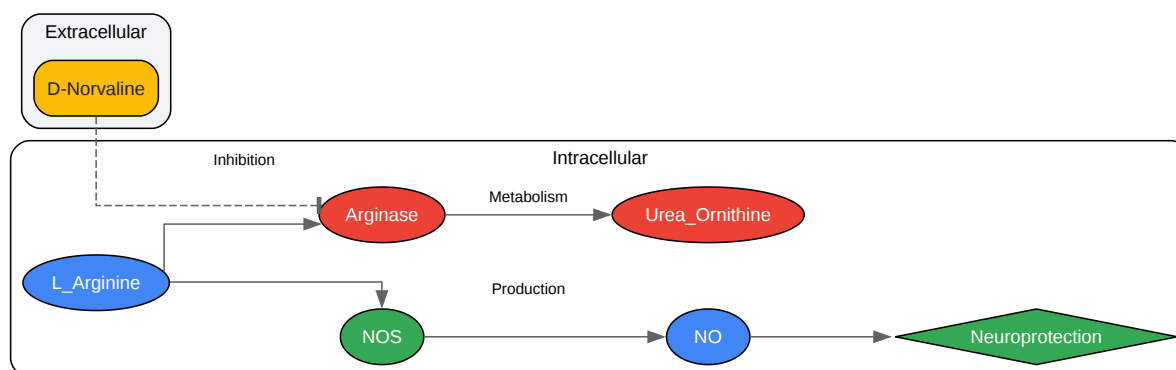 Extracellular
D-Norvaline
Inhibition
Intracellular
Arginase
Metabolism
Urea_Ornithine
L_Arginine
Production
NOS
NO
Neuroprotection